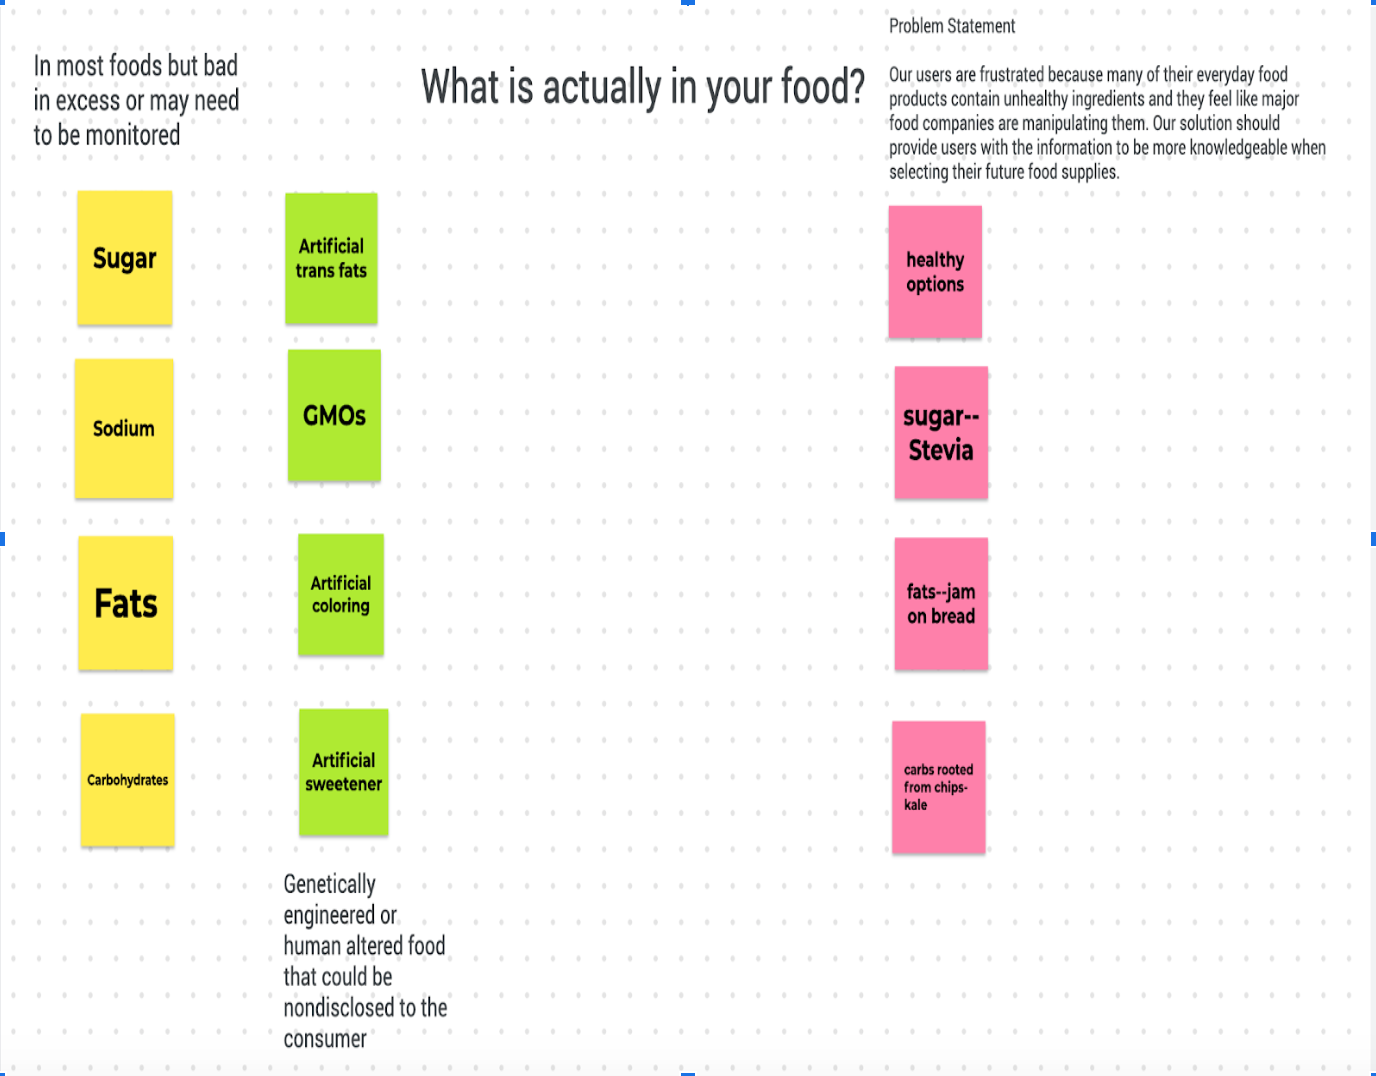 In most foods but bad
in excess or may need
to be monitored
What is actually in your food?
Problem Statement
Our users are frustrated because many of their everyday food
products contain unhealthy ingredients and they feel like major
food companies are manipulating them. Our solution should
provide users with the information to be more knowledgeable when
selecting their future food supplies.
Sugar
Sodium
Fats
Carbohydrates
Artificial
trans fats
GMOs
Artificial
coloring
Artificial
sweetener
Genetically
engineered or
human altered food
that could be
nondisclosed to the
consumer
healthy
options
sugar--
Stevia
fats--jam
on bread
carbs rooted
from chips-
kale